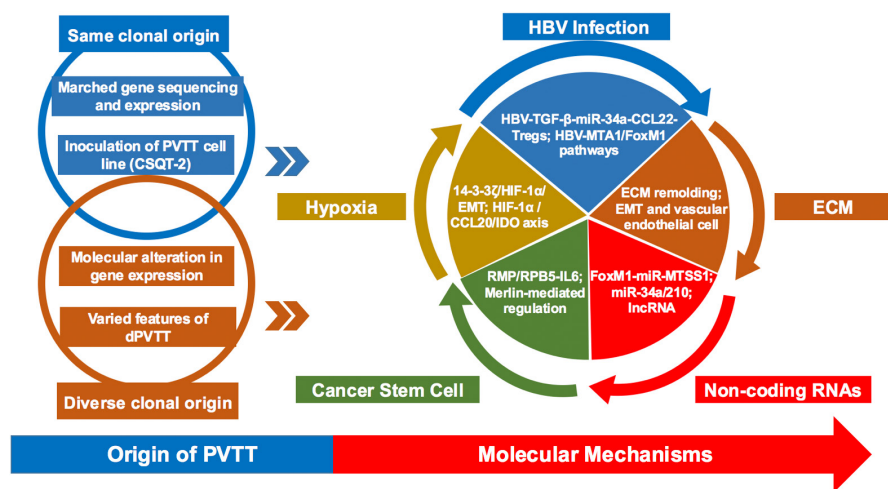 Same clonal origin
Marched gene sequencing
and expression
Inoculation of PVTT cell
line (CSQT-2)
Molecular alteration in
gene expression
Varied features of
dPVTT
Diverse clonal origin
HBV Infection
HBV-TGF-β-miR-34a-CCL22-
Tregs; HBV-MTA1/FoxM1
pathways
ECM remolding;
EMT and vascular
endothelial cell
ECM
FoxM1-miR-MTSS1;
miR-34a/210;
lncRNA
Non-coding RNAs
RMP/RPB5-IL6;
Merlin-mediated
regulation
Cancer Stem Cell
14-3-3ζ/HIF-1α/
EMT; HIF-1α /
CCL20/IDO axis
Hypoxia
Origin of PVTT
Molecular Mechanisms